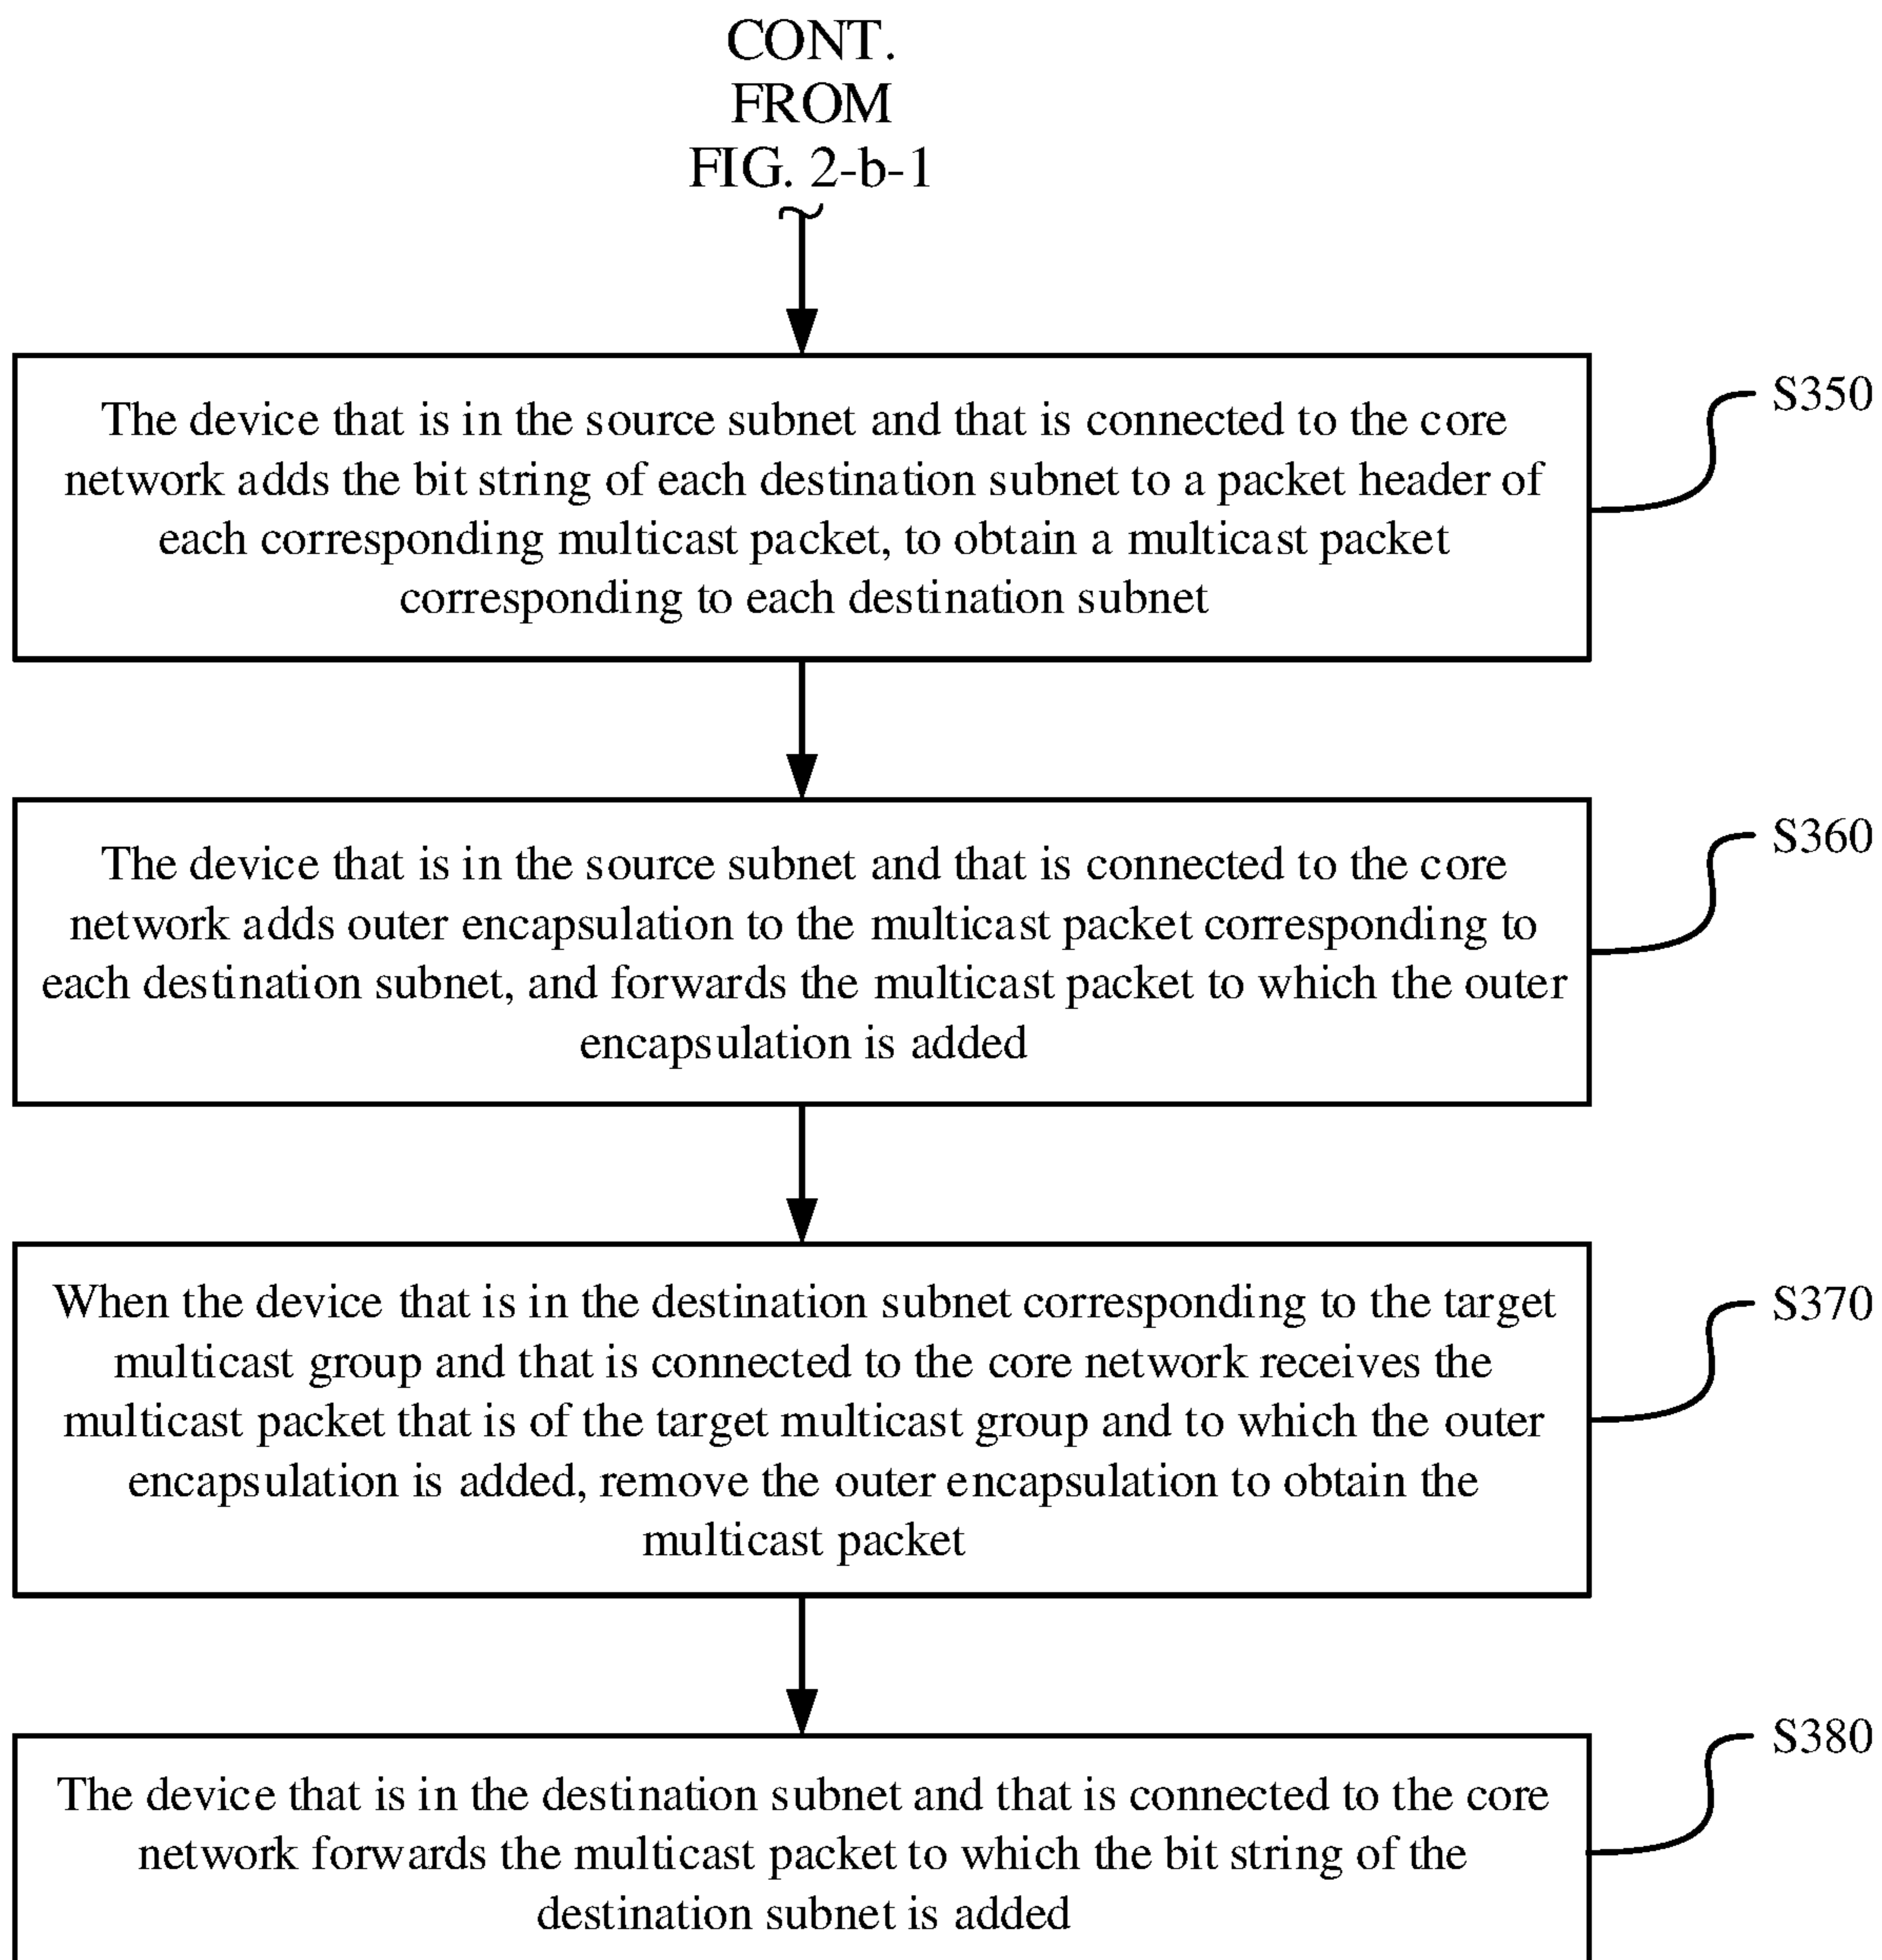 CONT.
FROM
FIG. 2-b-1
The device that is in the source subnet and that is connected to the core
network adds the bit string of each destination subnet to a packet header of
each corresponding multicast packet, to obtain a multicast packet
corresponding to each destination subnet
S350
The device that is in the source subnet and that is connected to the core
network adds outer encapsulation to the multicast packet corresponding to
each destination subnet, and forwards the multicast packet to which the outer
encapsulation is added
S360
When the device that is in the destination subnet corresponding to the target
multicast group and that is connected to the core network receives the
multicast packet that is of the target multicast group and to which the outer
encapsulation is added, remove the outer encapsulation to obtain the
multicast packet
S370
The device that is in the destination subnet and that is connected to the core
network forwards the multicast packet to which the bit string of the
destination subnet is added
S380